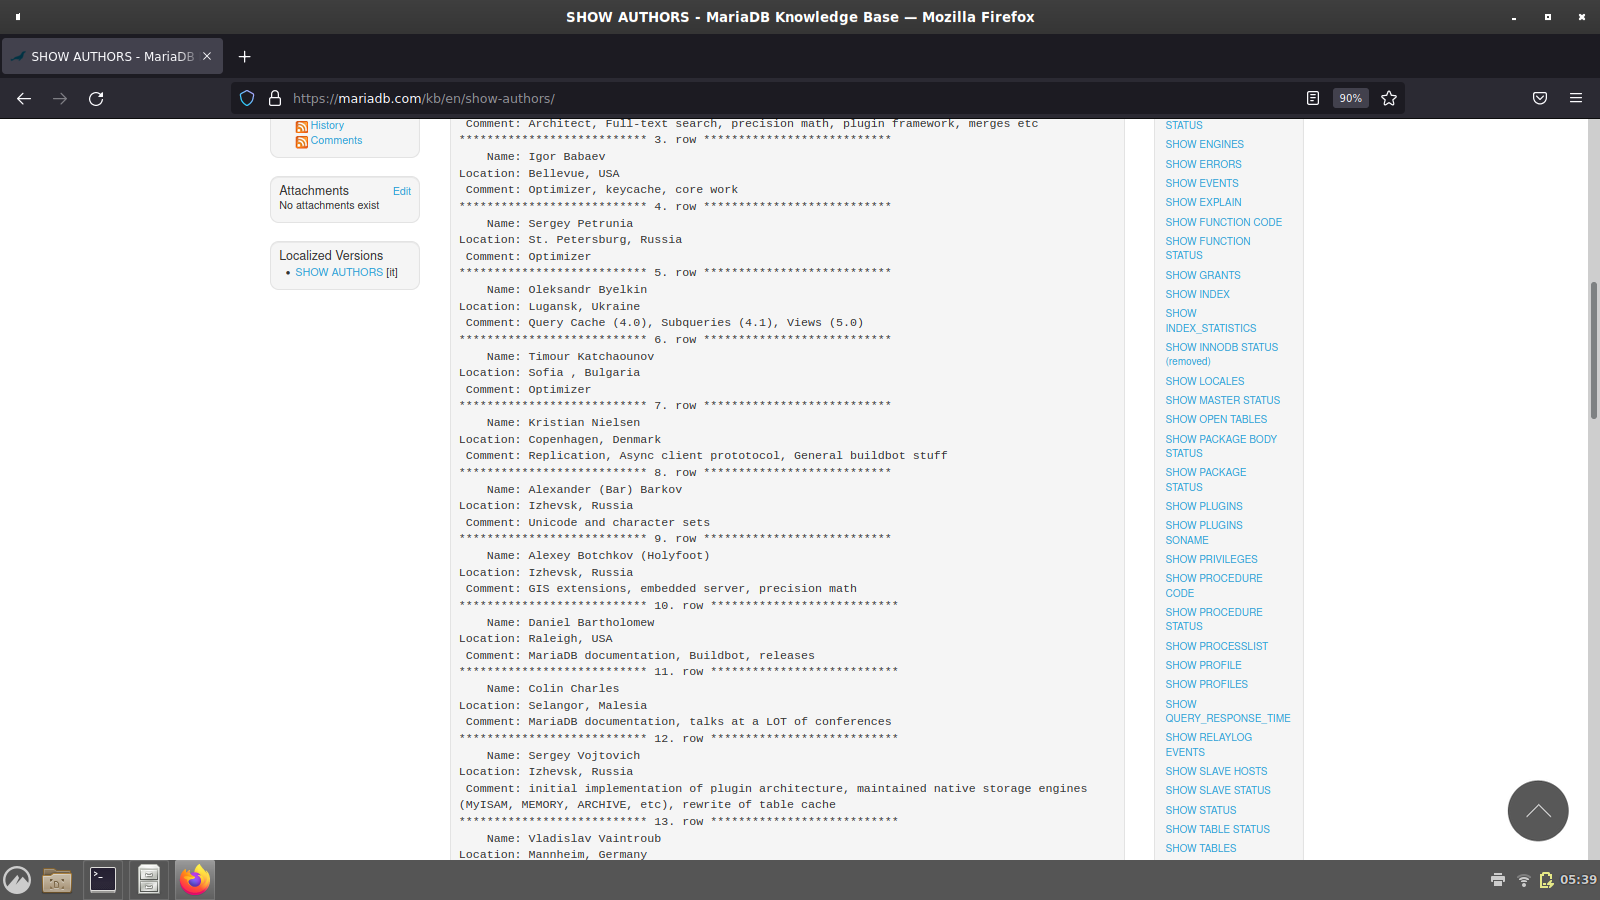 SHOW AUTHORS - MariaDB Knowledge Base — Mozilla Firefox
SHOW AUTHORS - MariaDB
https://mariadb.com/kb/en/show-authors/
90%
History
Comments
Attachments
Edit
No attachments exist
Localized Versions
• SHOW AUTHORS [it]
Comment: Architect, Full-text search, precision math, plugin framework, merges etc
*************************** 3. row ***************************
Name: Igor Babaev
Location: Bellevue, USA
Comment: Optimizer, keycache, core work
*************************** 4. row ***************************
Name: Sergey Petrunia
Location: St. Petersburg, Russia
Comment: Optimizer
*************************** 5. row ***************************
Name: Oleksandr Byelkin
Location: Lugansk, Ukraine
Comment: Query Cache (4.0), Subqueries (4.1), Views (5.0)
*************************** 6. row ***************************
Name: Timour Katchaounov
Location: Sofia , Bulgaria
Comment: Optimizer
*************************** 7. row ***************************
Name: Kristian Nielsen
Location: Copenhagen, Denmark
Comment: Replication, Async client prototocol, General buildbot stuff
*************************** 8. row ***************************
Name: Alexander (Bar) Barkov
Location: Izhevsk, Russia
Comment: Unicode and character sets
*************************** 9. row ***************************
Name: Alexey Botchkov (Holyfoot)
Location: Izhevsk, Russia
Comment: GIS extensions, embedded server, precision math
*************************** 10. row ***************************
Name: Daniel Bartholomew
Location: Raleigh, USA
Comment: MariaDB documentation, Buildbot, releases
*************************** 11. row ***************************
Name: Colin Charles
Location: Selangor, Malesia
Comment: MariaDB documentation, talks at a LOT of conferences
*************************** 12. row ***************************
Name: Sergey Vojtovich
Location: Izhevsk, Russia
Comment: initial implementation of plugin architecture, maintained native storage engines
(MyISAM, MEMORY, ARCHIVE, etc), rewrite of table cache
*************************** 13. row ***************************
Name: Vladislav Vaintroub
Location: Mannheim, Germany
STATUS
SHOW ENGINES
SHOW ERRORS
SHOW EVENTS
SHOW EXPLAIN
SHOW FUNCTION CODE
SHOW FUNCTION
STATUS
SHOW GRANTS
SHOW INDEX
SHOW
INDEX_STATISTICS
SHOW INNODB STATUS
(removed)
SHOW LOCALES
SHOW MASTER STATUS
SHOW OPEN TABLES
SHOW PACKAGE BODY
STATUS
SHOW PACKAGE
STATUS
SHOW PLUGINS
SHOW PLUGINS
SONAME
SHOW PRIVILEGES
SHOW PROCEDURE
CODE
SHOW PROCEDURE
STATUS
SHOW PROCESSLIST
SHOW PROFILE
SHOW PROFILES
SHOW
QUERY_RESPONSE_TIME
SHOW RELAYLOG
EVENTS
SHOW SLAVE HOSTS
SHOW SLAVE STATUS
SHOW STATUS
SHOW TABLE STATUS
SHOW TABLES
05:39